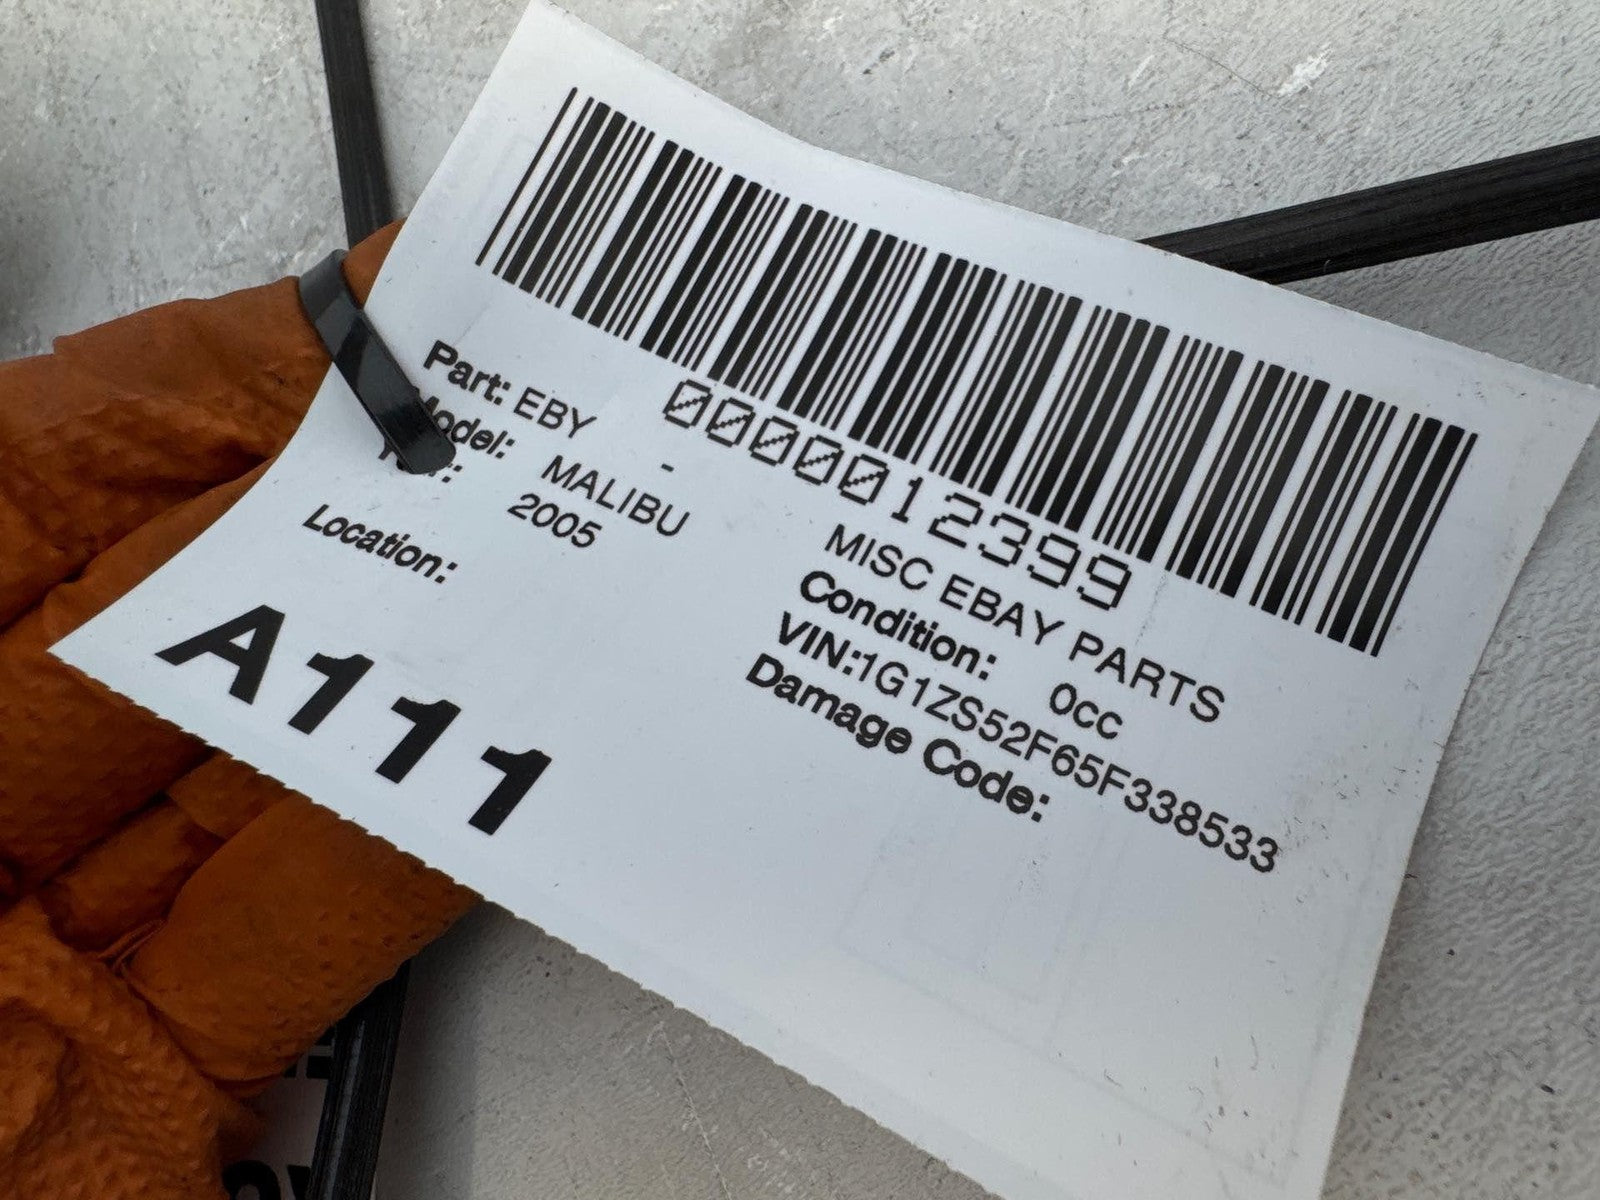 0000012399
Part: EBY -
MISC EBAY PARTS
Model: MALIBU
Condition: 0cc
2005
VIN:1G1ZS52F65F338533
Location:
Damage Code:
A111